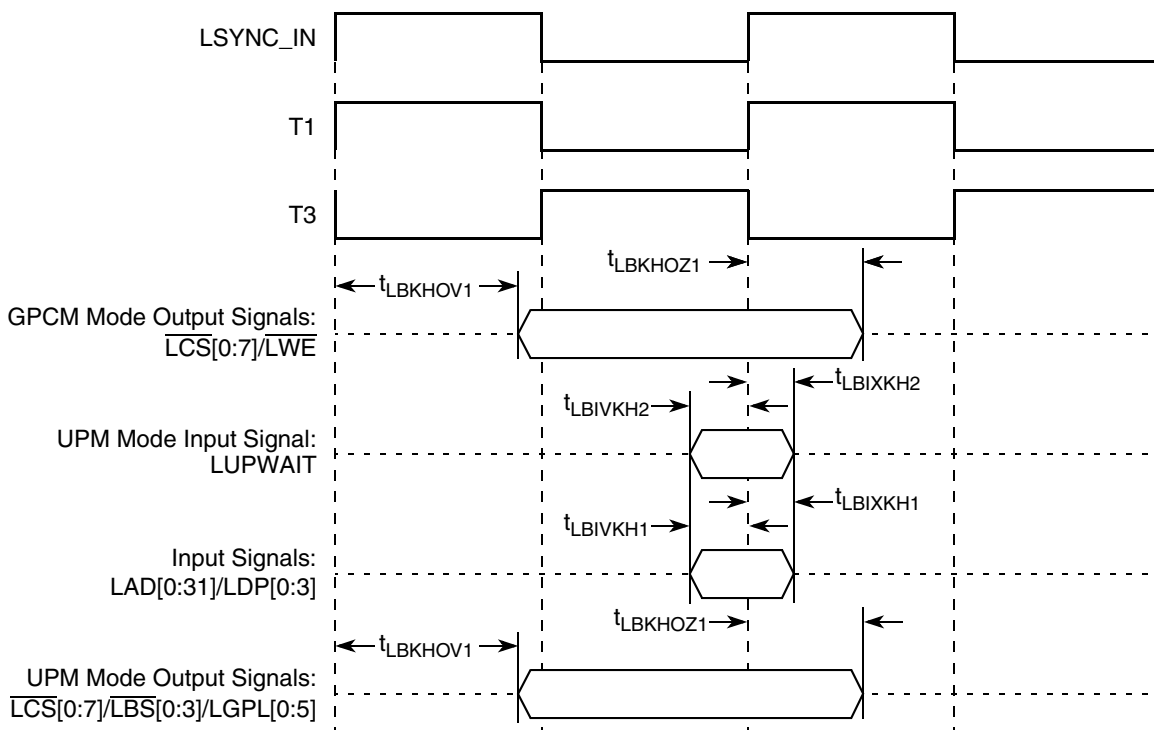 LSYNC_IN
T1
T3
tLBKHOZ1
tLBKHOV1
GPCM Mode Output Signals:
LCS[0:7]/LWE
tLBIXKH2
tLBIVKH2
UPM Mode Input Signal:
LUPWAIT
tLBIXKH1
tLBIVKH1
Input Signals:
LAD[0:31]/LDP[0:3]
tLBKHOZ1
tLBKHOV1
UPM Mode Output Signals:
LCS[0:7]/LBS[0:3]/LGPL[0:5]